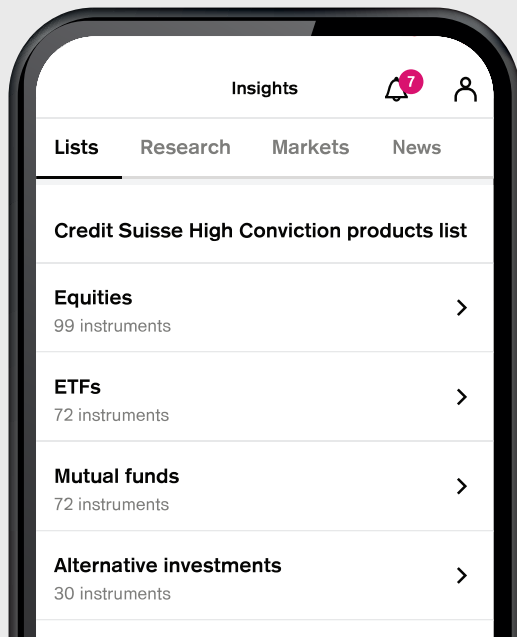 Insights
7
Lists Research Markets News
Credit Suisse High Conviction products list
Equities
99 instruments
ETFs
72 instruments
Mutual funds
72 instruments
Alternative investments
30 instruments